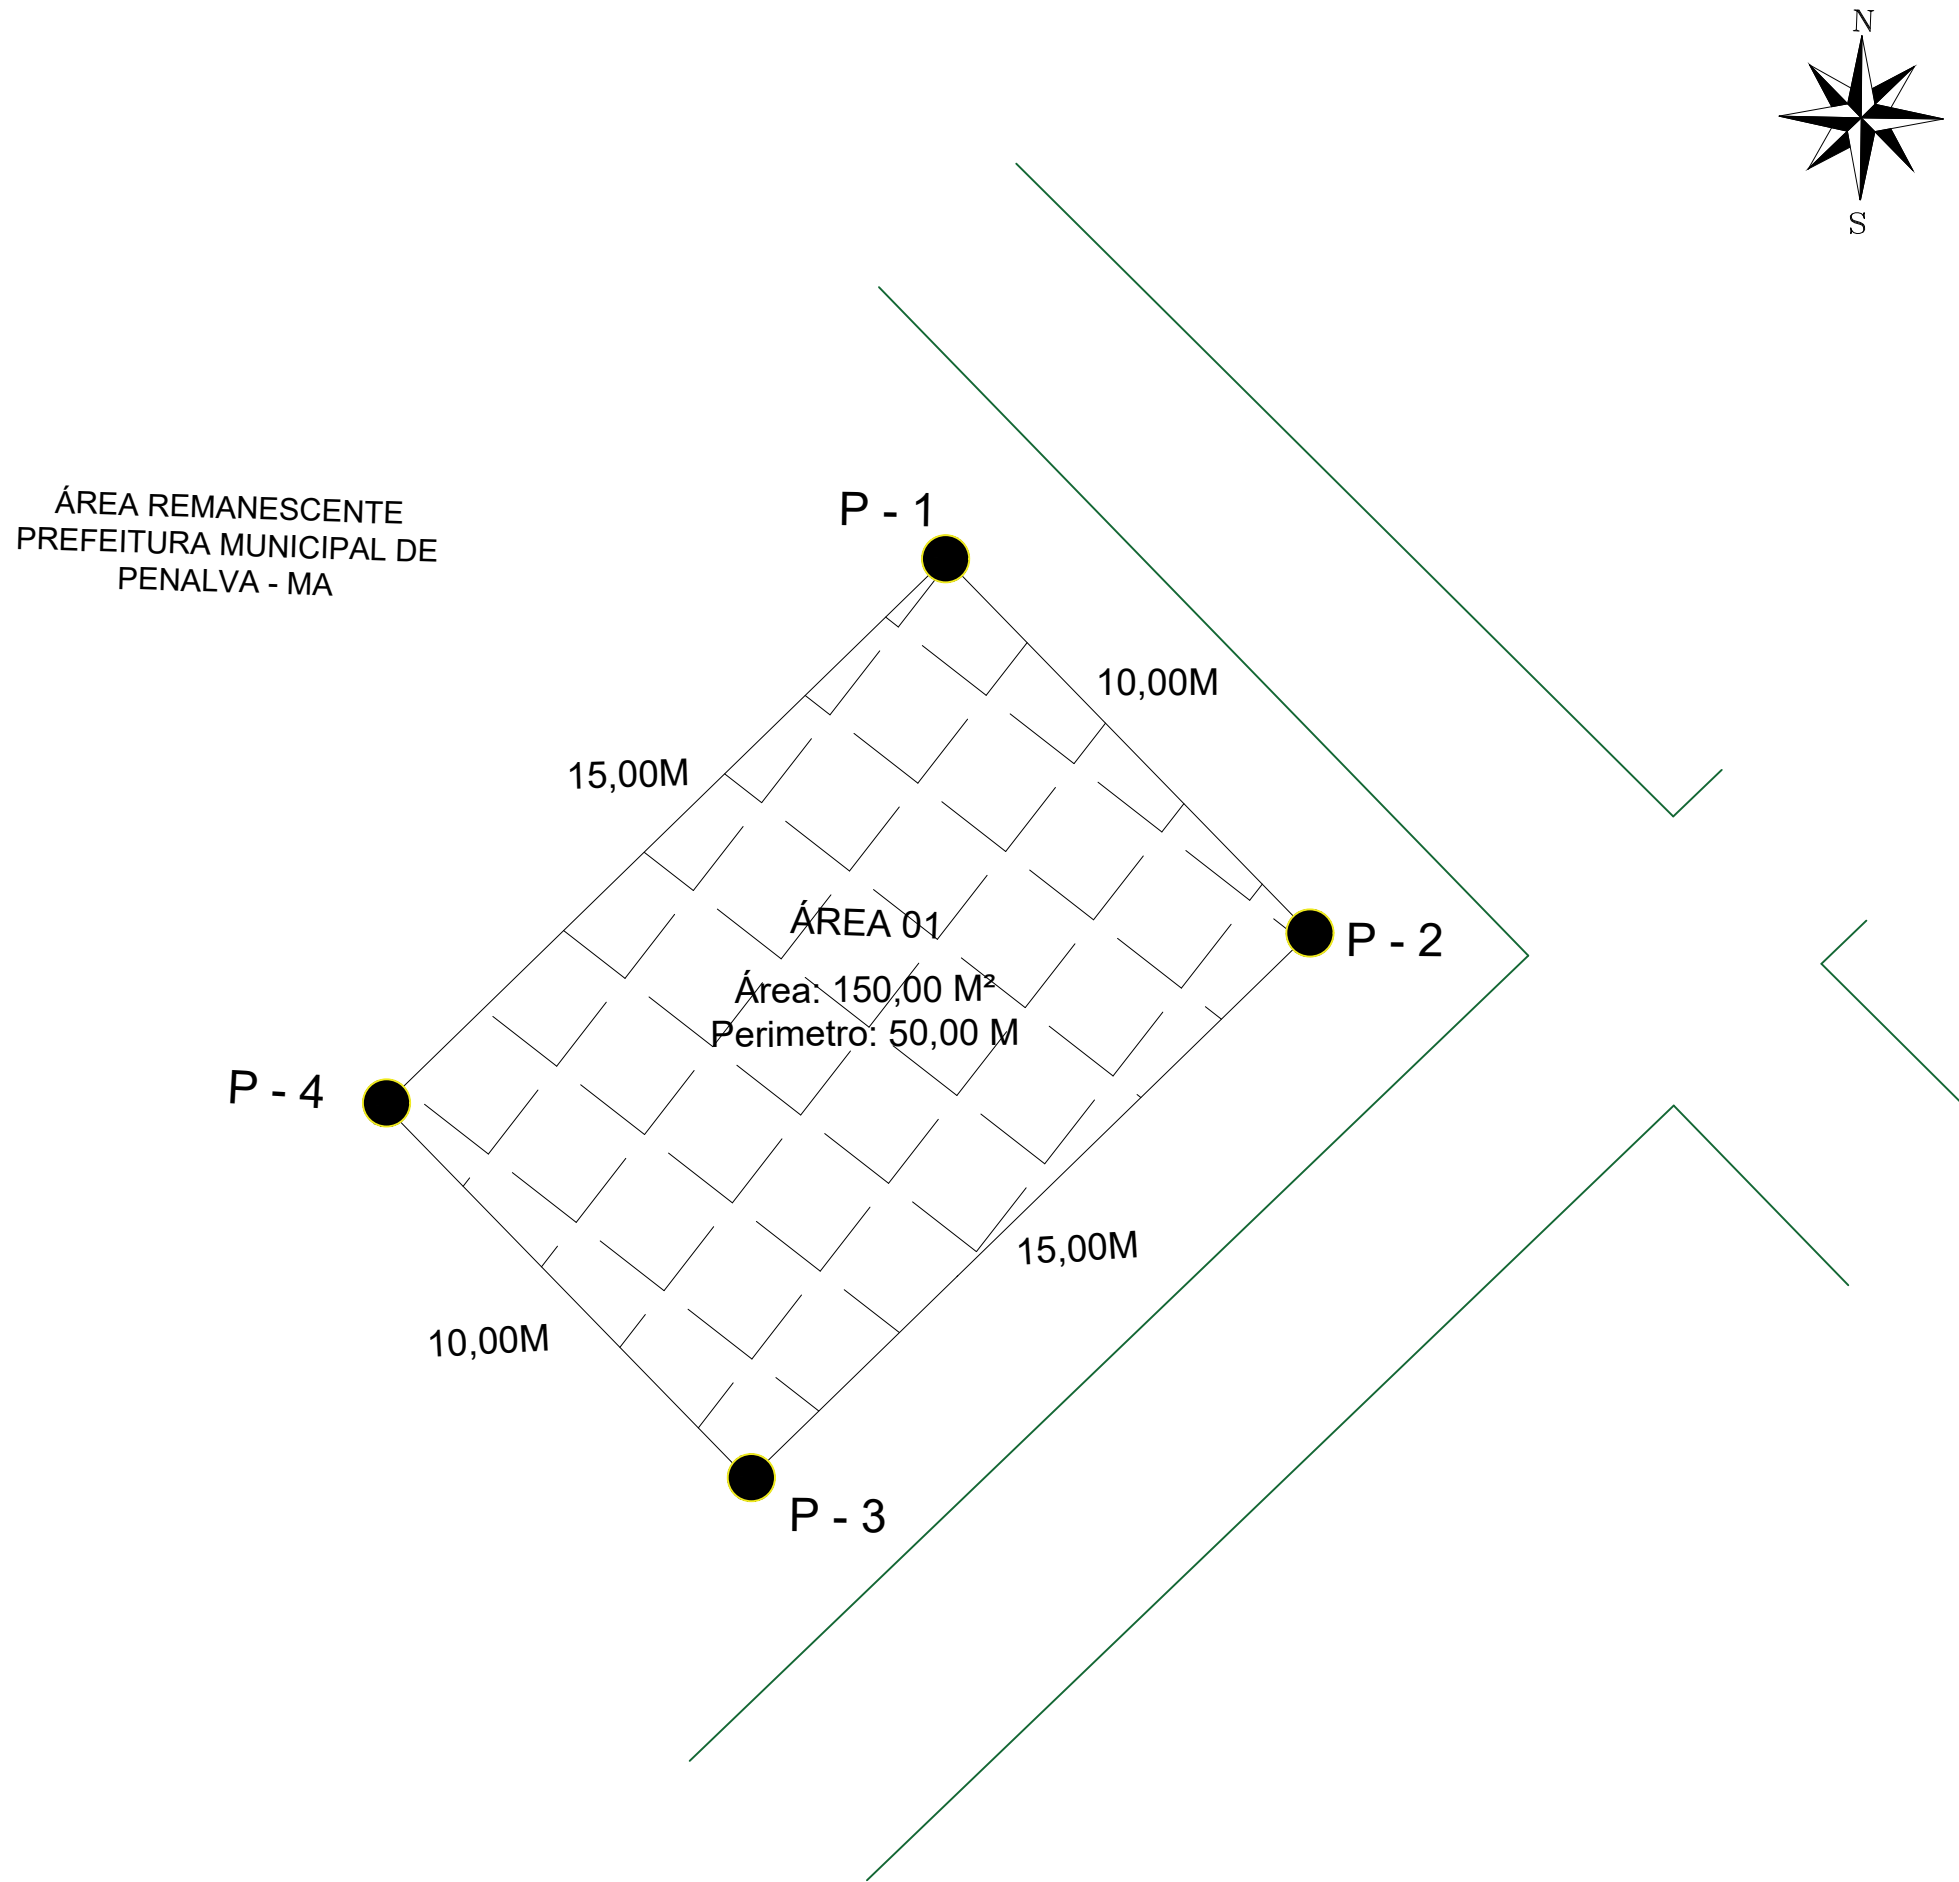 N
S
ÁREA REMANESCENTE
PREFEITURA MUNICIPAL DE
PENALVA - MA
P - 1
10,00M
15,00M
ÁREA 01
P - 2
Área: 150,00 M²
Perimetro: 50,00 M
P - 4
15,00M
10,00M
P - 3